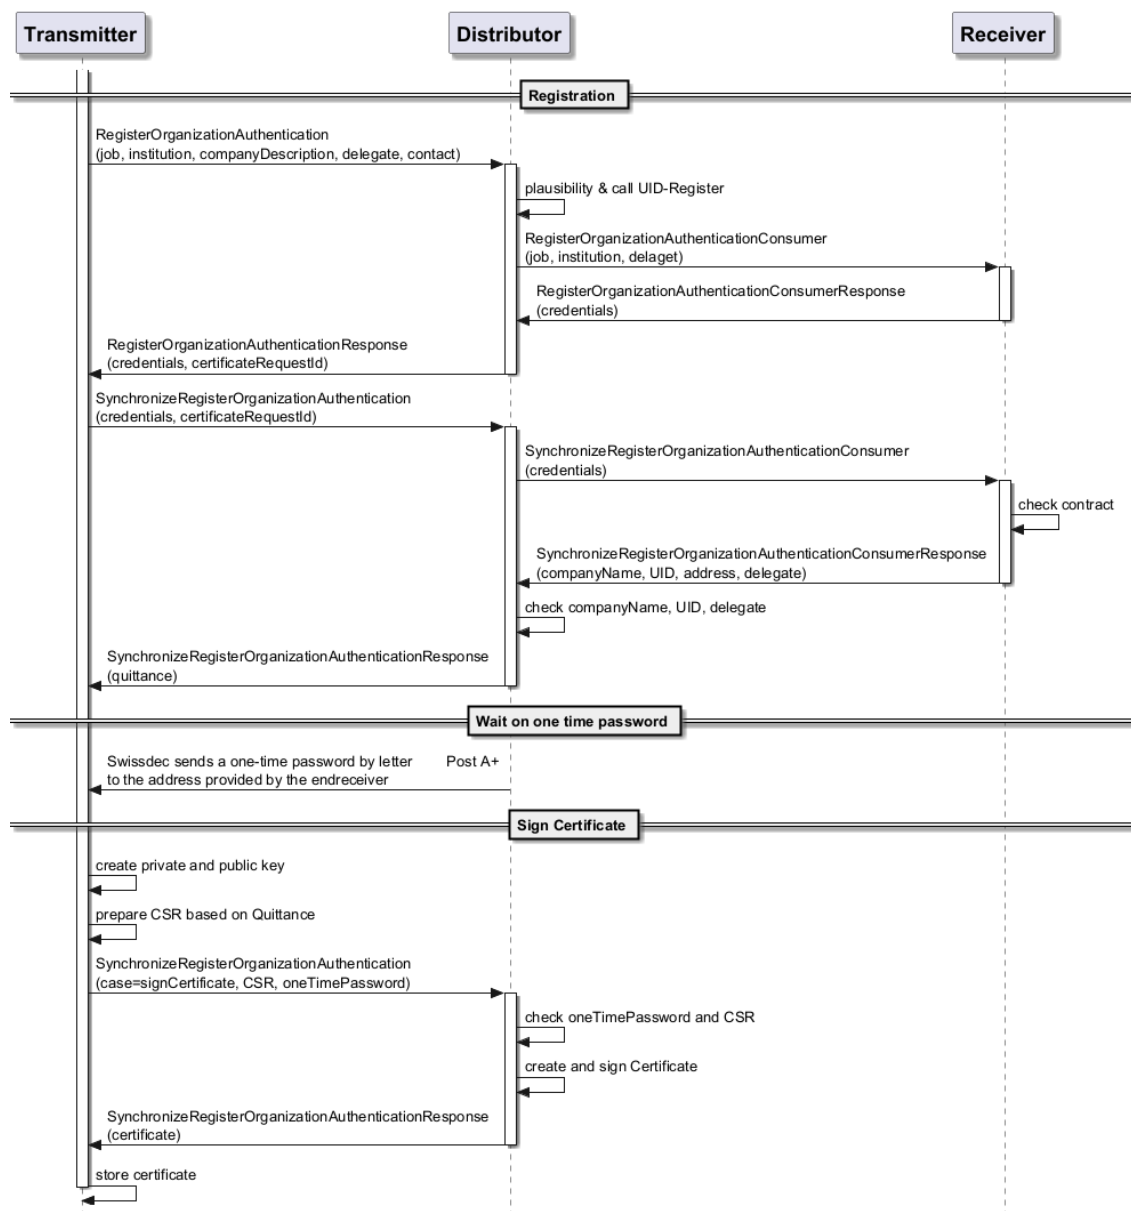 Transmitter
Distributor
Receiver
Registration
RegisterOrganizationAuthentication
(job, institution, companyDescription, delegate, contact)
plausibility & call UID-Register
RegisterOrganizationAuthenticationConsumer
(job, institution, delaget)
RegisterOrganizationAuthenticationConsumerResponse
(credentials)
RegisterOrganizationAuthenticationResponse
(credentials, certificateRequestId)
SynchronizeRegisterOrganizationAuthentication
(credentials, certificateRequestId)
SynchronizeRegisterOrganizationAuthenticationConsumer
(credentials)
check contract
SynchronizeRegisterOrganizationAuthenticationConsumerResponse
(companyName, UID, address, delegate)
check companyName, UID, delegate
SynchronizeRegisterOrganizationAuthenticationResponse
(quittance)
Wait on one time password
Swissdec sends a one-time password by letter Post A+
to the address provided by the endreceiver
Sign Certificate
create private and public key
prepare CSR based on Quittance
SynchronizeRegisterOrganizationAuthentication
(case=signCertificate, CSR, oneTimePassword)
check oneTimePassword and CSR
create and sign Certificate
SynchronizeRegisterOrganizationAuthenticationResponse
(certificate)
store certificate